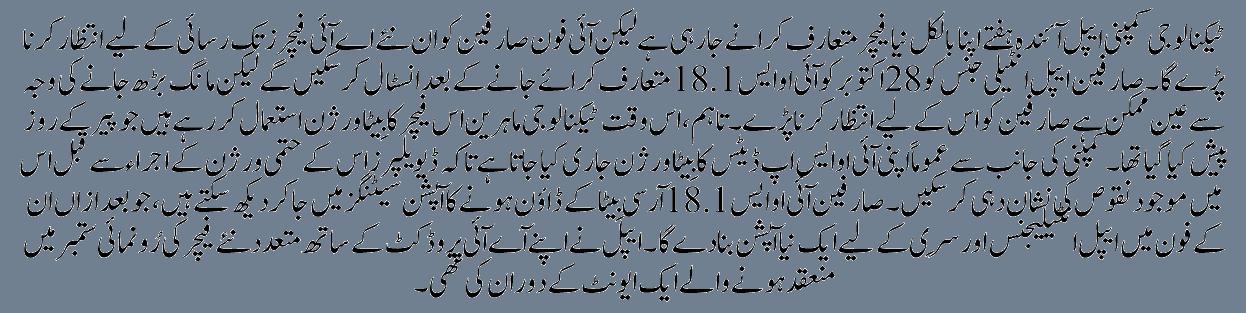 ٹیکنالوجی کمپنی ایپل آئندہ ہفتے اپنا بالکل نیا فیچر متعارف کرانے جا رہی ہے لیکن آئی فون صارفین کو ان نئے اے آئی فیچرز تک رسائی کے لیے انتظار کرنا
پڑے گا۔ صارفین ایپل انٹیلی جنس کو 28 اکتوبر کو آئی او ایس 18.1 متعارف کرائے جانے کے بعد انسٹال کر سکیں گے لیکن مانگ بڑھ جانے کی وجہ
سے عین ممکن ہے صارفین کو اس کے لیے انتظار کرنا پڑے۔ تاہم، اس وقت ٹیکنالوجی ماہرین اس فیچر کا بیٹا ورژن استعمال کر رہے ہیں جو پیر کے روز
پیش کیا گیا تھا۔ کمپنی کی جانب سے عموماً اپنی آئی او ایس اپ ڈیٹس کا بیٹا ورژن جاری کیا جاتا ہے تاکہ ڈیویلپرز اس کے حتمی ورژن کے اجراء سے قبل اس
میں موجود نقوص کی نشان دہی کر سکیں۔ صارفین آئی او ایس 18.1 آر سی بیٹا کے ڈاؤن ہونے کا آپشن سیٹنگز میں جا کر دیکھ سکتے ہیں، جو بعد ازاں ان
کے فون میں ایپل انٹیلیجنس اور سری کے لیے ایک نیا آپشن بنا دے گا۔ ایپل نے اپنے آے آئی پروڈکٹ کے ساتھ متعدد نئے فیچر کی رُونمائی ستمبر میں
منعقد ہونے والے ایک ایونٹ کے دوران کی تھی۔